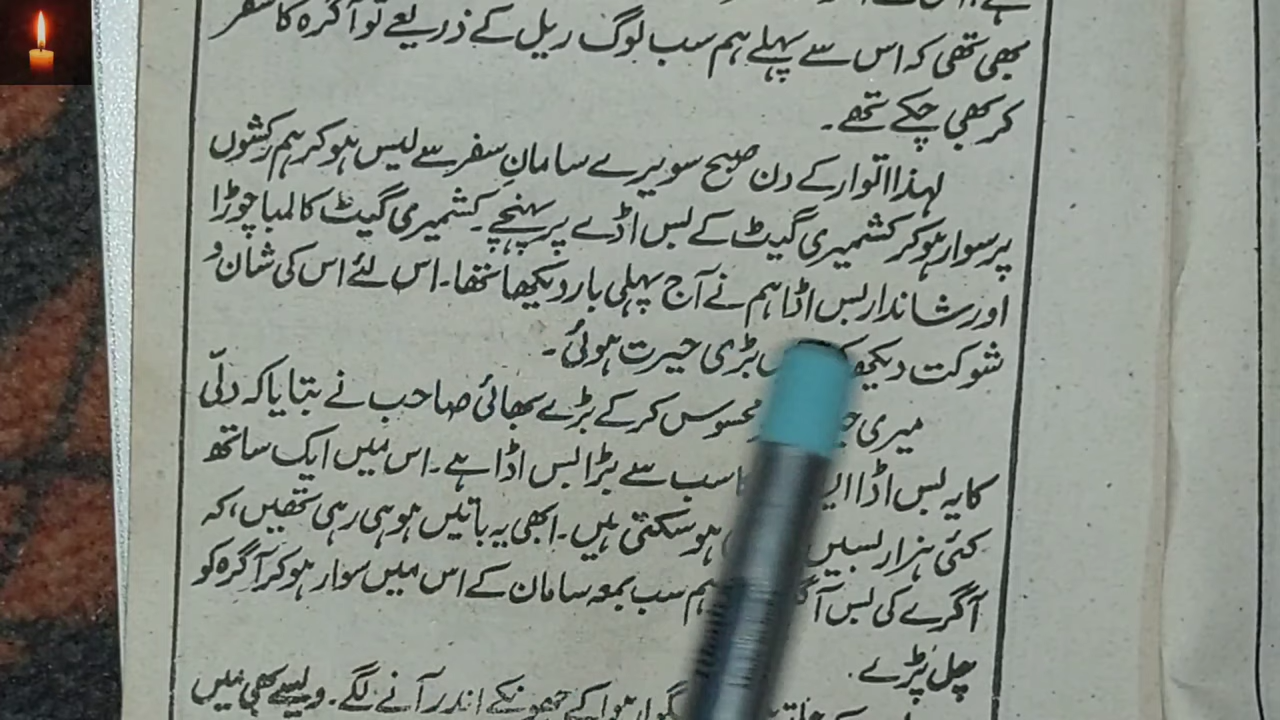 بھی تھی کہ اس سے پہلے ہم سب لوگ ریل کے ذریعے تو آگرہ کا سفر
کر بھی چکے تھے۔
لہذا اتوار کے دن صبح سویرے سامانِ سفر سے لیس ہو کر ہم رکشوں
پر سوار ہو کر کشمیری گیٹ کے بس اڈے پر پہنچے۔ کشمیری گیٹ کا لمبا چوڑا
اور شاندار بس اڈا ہم نے آج پہلی بار دیکھا تھا۔ اس لئے اس کی شان و
شوکت دیکھ بڑی حیرت ہوئی۔
میری محسوس کر کے بڑے بھائی صاحب نے بتایا کہ دلّی
کا یہ بس اڈا سب سے بڑا بس اڈا ہے۔ اس میں ایک ساتھ
کئی ہزار بسیں ہو سکتی ہیں۔ ابھی یہ باتیں ہو ہی رہی تھیں، کہ
آگرے کی بس ہم سب بمعہ سامان کے اس میں سوار ہو کر آگرہ کو
چل پڑے۔
ہوا کے جھونکے اندر آنے لگے۔ ویسے بھی میں